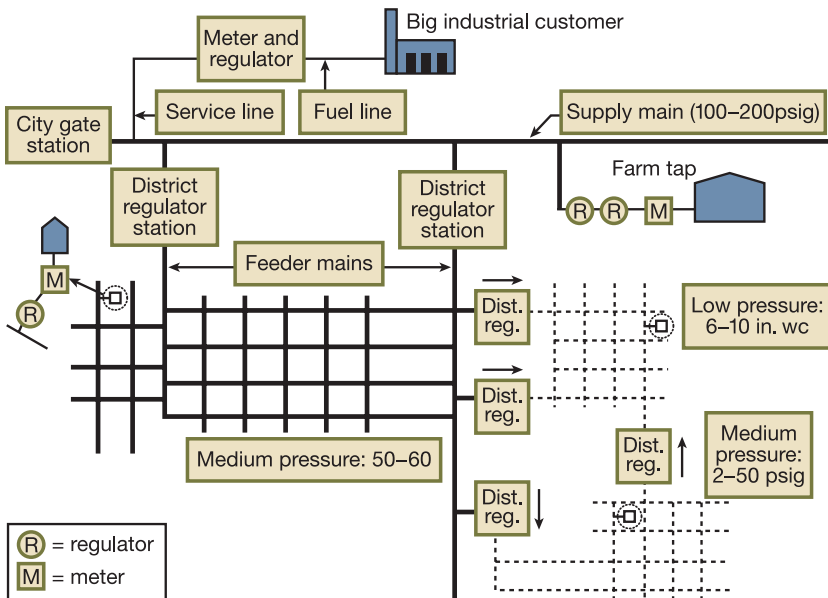 Big industrial customer
Meter and
regulator
Service line
Fuel line
Supply main (100–200psig)
City gate
station
District
regulator
station
District
regulator
station
Farm tap
R
R
M
Feeder mains
M
R
Dist.
reg.
Low pressure:
6–10 in. wc
Dist.
reg.
Medium pressure: 50–60
Dist.
reg.
Medium
pressure:
2–50 psig
Dist.
reg.
R = regulator
M = meter